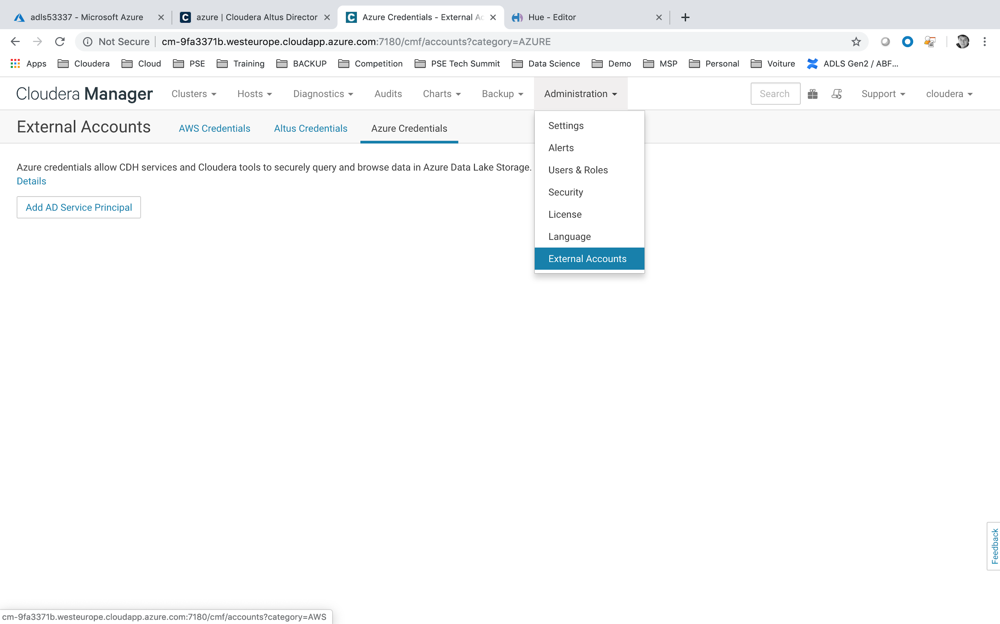 adls53337 - Microsoft Azure
azure | Cloudera Altus Director
Azure Credentials - External Ac
Hue - Editor
Not Secure
cm-9fa3371b.westeurope.cloudapp.azure.com:7180/cmf/accounts?category=AZURE
Apps Cloudera Cloud PSE Training BACKUP Competition PSE Tech Summit Data Science Demo MSP Personal Voiture ADLS Gen2 / ABF...
Cloudera Manager Clusters Hosts Diagnostics Audits Charts Backup Administration Search Support cloudera
External Accounts AWS Credentials Altus Credentials Azure Credentials
Settings
Alerts
Users & Roles
Security
License
Language
External Accounts
Azure credentials allow CDH services and Cloudera tools to securely query and browse data in Azure Data Lake Storage.
Details
Add AD Service Principal
Feedback
cm-9fa3371b.westeurope.cloudapp.azure.com:7180/cmf/accounts?category=AWS